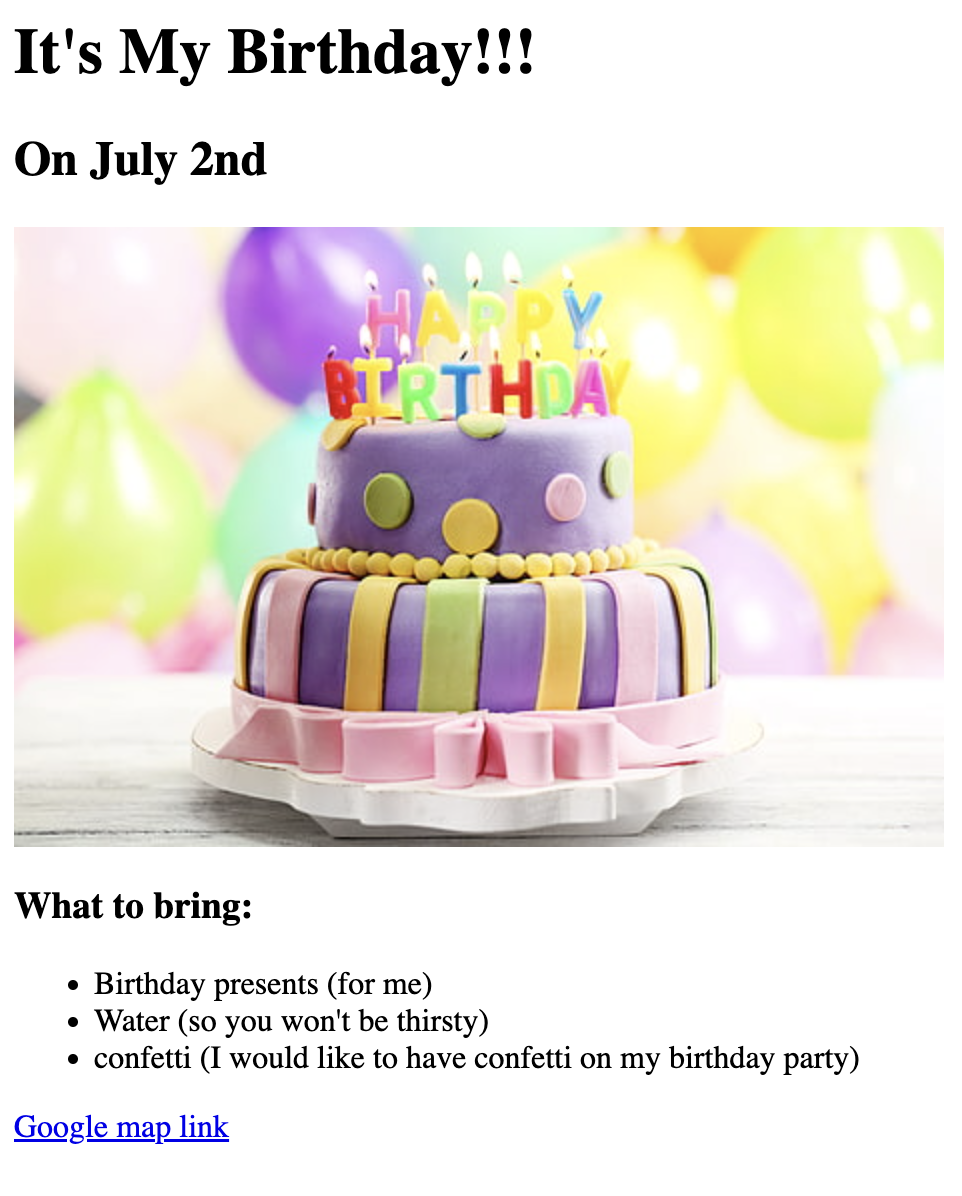 It's My Birthday!!!
On July 2nd
HAPPY
BIRTHDAY
What to bring:
Birthday presents (for me)
Water (so you won't be thirsty)
confetti (I would like to have confetti on my birthday party)
Google map link